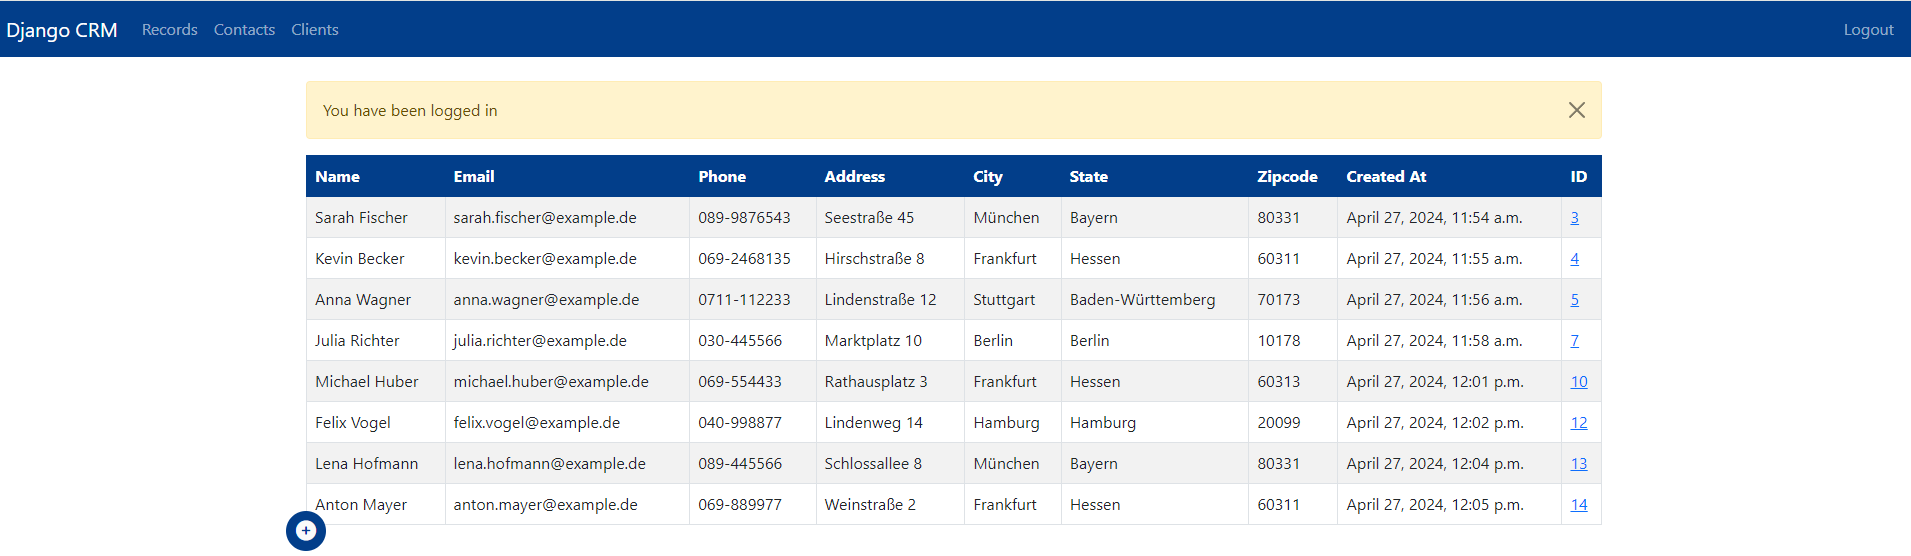 Django CRM Records Contacts Clients Logout
You have been logged in
Name Email Phone Address City State Zipcode Created At ID
Sarah Fischer sarah.fischer@example.de 089-9876543 Seestraße 45 München Bayern 80331 April 27, 2024, 11:54 a.m. 3
Kevin Becker kevin.becker@example.de 069-2468135 Hirschstraße 8 Frankfurt Hessen 60311 April 27, 2024, 11:55 a.m. 4
Anna Wagner anna.wagner@example.de 0711-112233 Lindenstraße 12 Stuttgart Baden-Württemberg 70173 April 27, 2024, 11:56 a.m. 5
Julia Richter julia.richter@example.de 030-445566 Marktplatz 10 Berlin Berlin 10178 April 27, 2024, 11:58 a.m. 7
Michael Huber michael.huber@example.de 069-554433 Rathausplatz 3 Frankfurt Hessen 60313 April 27, 2024, 12:01 p.m. 10
Felix Vogel felix.vogel@example.de 040-998877 Lindenweg 14 Hamburg Hamburg 20099 April 27, 2024, 12:02 p.m. 12
Lena Hofmann lena.hofmann@example.de 089-445566 Schlossallee 8 München Bayern 80331 April 27, 2024, 12:04 p.m. 13
Anton Mayer anton.mayer@example.de 069-889977 Weinstraße 2 Frankfurt Hessen 60311 April 27, 2024, 12:05 p.m. 14